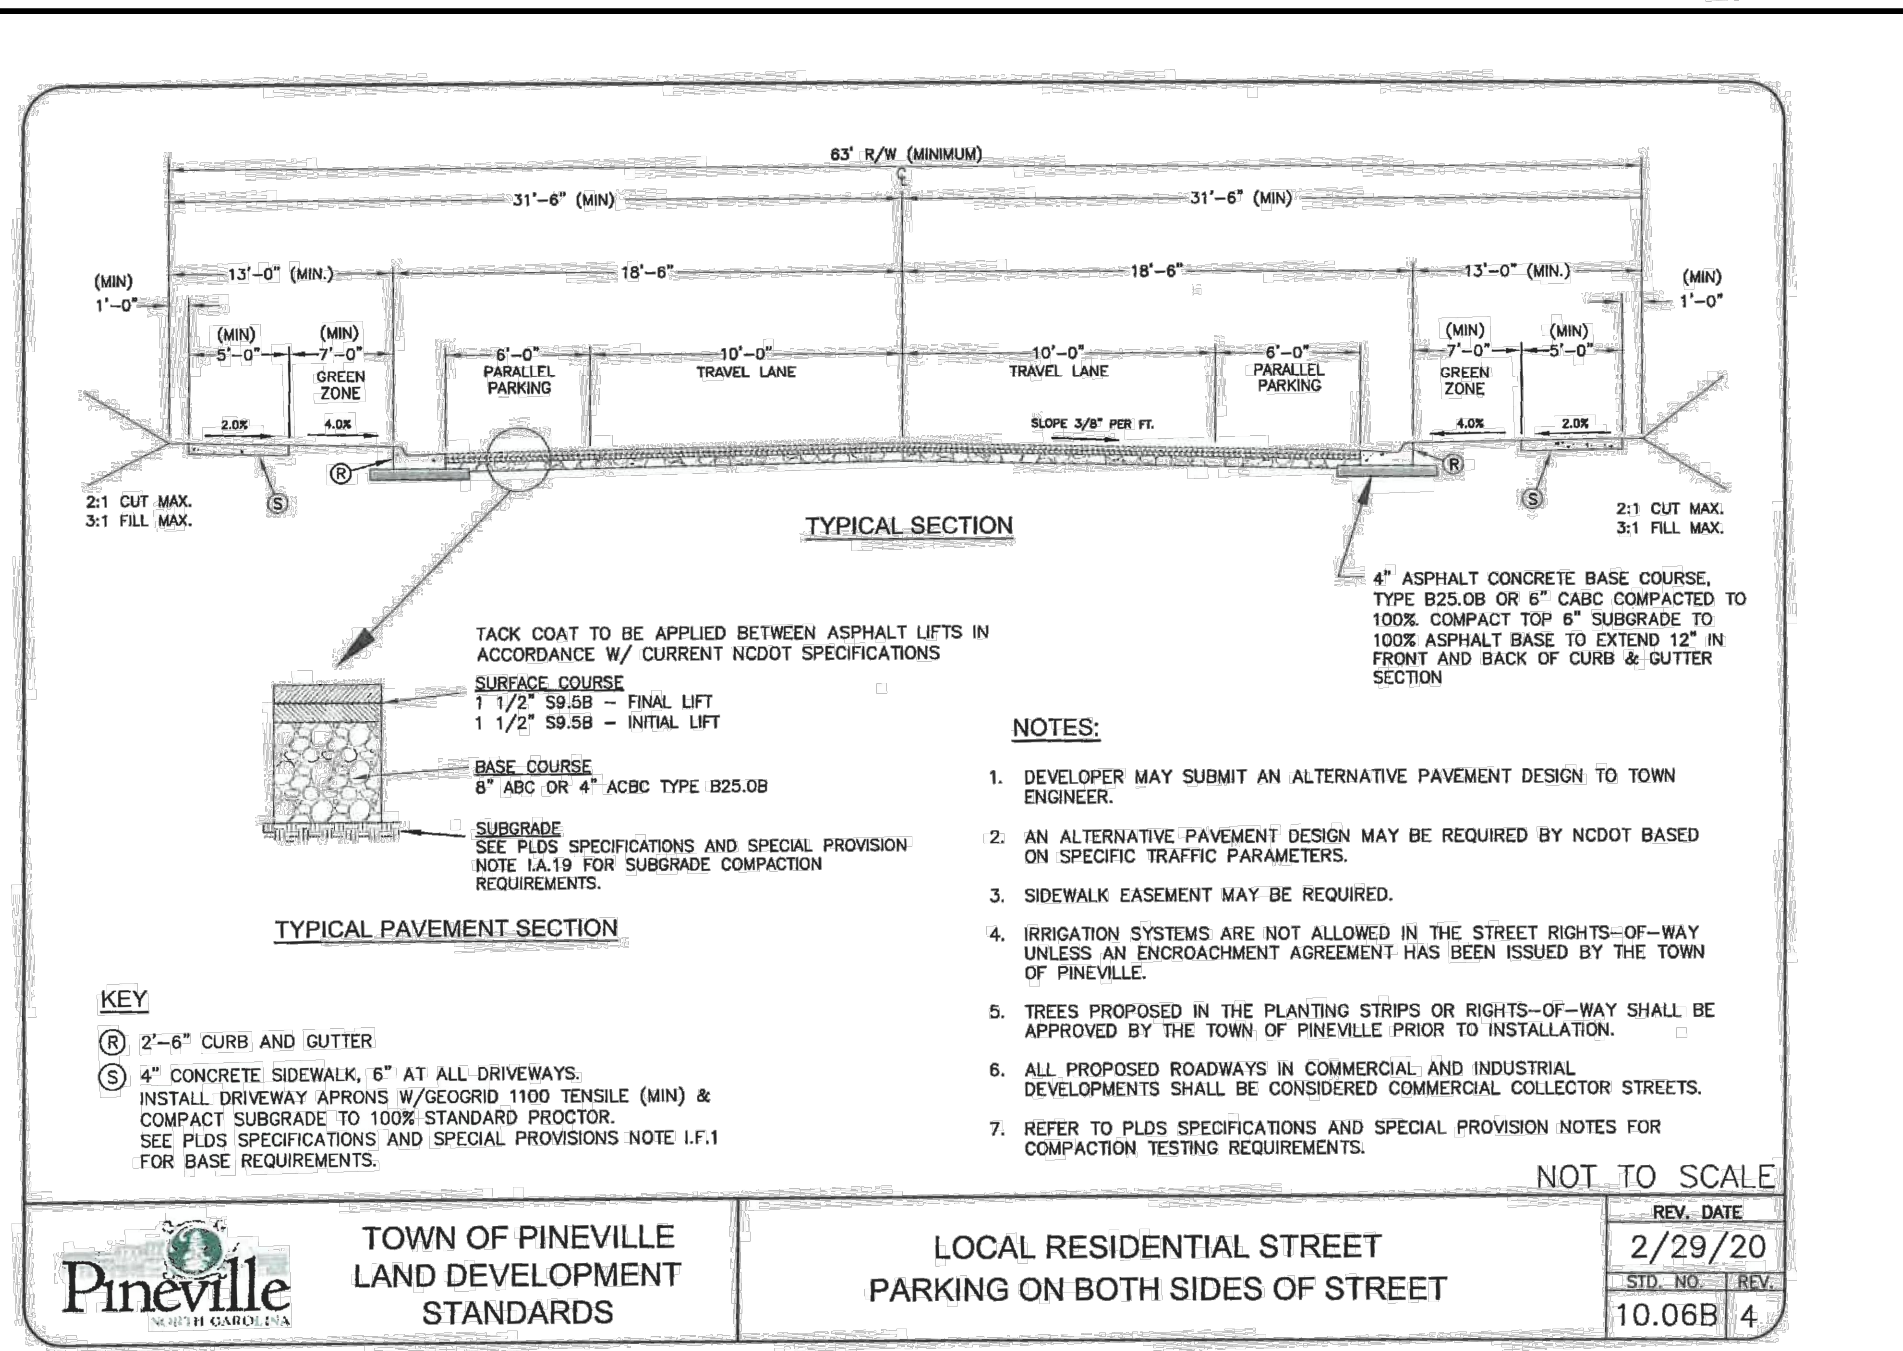 63' R/W (MINIMUM)
℄
31'-6" (MIN)
31'-6" (MIN)
(MIN)
1'-0"
13'-0" (MIN.)
18'-6"
18'-6"
13'-0" (MIN.)
(MIN)
1'-0"
(MIN)
5'-0"
(MIN)
7'-0"
GREEN
ZONE
6'-0"
PARALLEL
PARKING
10'-0"
TRAVEL LANE
10'-0"
TRAVEL LANE
6'-0"
PARALLEL
PARKING
(MIN)
7'-0"
GREEN
ZONE
(MIN)
5'-0"
2.0%
4.0%
SLOPE 3/8" PER FT.
4.0%
2.0%
R
S
R
S
2:1 CUT MAX.
3:1 FILL MAX.
2:1 CUT MAX.
3:1 FILL MAX.
TYPICAL SECTION
4" ASPHALT CONCRETE BASE COURSE,
TYPE B25.0B OR 6" CABC COMPACTED TO
100%. COMPACT TOP 6" SUBGRADE TO
100% ASPHALT BASE TO EXTEND 12" IN
FRONT AND BACK OF CURB & GUTTER
SECTION
TACK COAT TO BE APPLIED BETWEEN ASPHALT LIFTS IN
ACCORDANCE W/ CURRENT NCDOT SPECIFICATIONS
SURFACE COURSE
1 1/2" S9.5B - FINAL LIFT
1 1/2" S9.5B - INITIAL LIFT
BASE COURSE
8" ABC OR 4" ACBC TYPE B25.0B
SUBGRADE
SEE PLDS SPECIFICATIONS AND SPECIAL PROVISION
NOTE I.A.19 FOR SUBGRADE COMPACTION
REQUIREMENTS.
TYPICAL PAVEMENT SECTION
KEY
R 2'-6" CURB AND GUTTER
S 4" CONCRETE SIDEWALK, 6" AT ALL DRIVEWAYS.
INSTALL DRIVEWAY APRONS W/GEOGRID 1100 TENSILE (MIN) &
COMPACT SUBGRADE TO 100% STANDARD PROCTOR.
SEE PLDS SPECIFICATIONS AND SPECIAL PROVISIONS NOTE I.F.1
FOR BASE REQUIREMENTS.
NOTES:
1. DEVELOPER MAY SUBMIT AN ALTERNATIVE PAVEMENT DESIGN TO TOWN
ENGINEER.
2. AN ALTERNATIVE PAVEMENT DESIGN MAY BE REQUIRED BY NCDOT BASED
ON SPECIFIC TRAFFIC PARAMETERS.
3. SIDEWALK EASEMENT MAY BE REQUIRED.
4. IRRIGATION SYSTEMS ARE NOT ALLOWED IN THE STREET RIGHTS-OF-WAY
UNLESS AN ENCROACHMENT AGREEMENT HAS BEEN ISSUED BY THE TOWN
OF PINEVILLE.
5. TREES PROPOSED IN THE PLANTING STRIPS OR RIGHTS-OF-WAY SHALL BE
APPROVED BY THE TOWN OF PINEVILLE PRIOR TO INSTALLATION.
6. ALL PROPOSED ROADWAYS IN COMMERCIAL AND INDUSTRIAL
DEVELOPMENTS SHALL BE CONSIDERED COMMERCIAL COLLECTOR STREETS.
7. REFER TO PLDS SPECIFICATIONS AND SPECIAL PROVISION NOTES FOR
COMPACTION TESTING REQUIREMENTS.
NOT TO SCALE
Pineville
NORTH CAROLINA
TOWN OF PINEVILLE
LAND DEVELOPMENT
STANDARDS
LOCAL RESIDENTIAL STREET
PARKING ON BOTH SIDES OF STREET
REV. DATE
2/29/20
STD. NO. REV.
10.06B 4